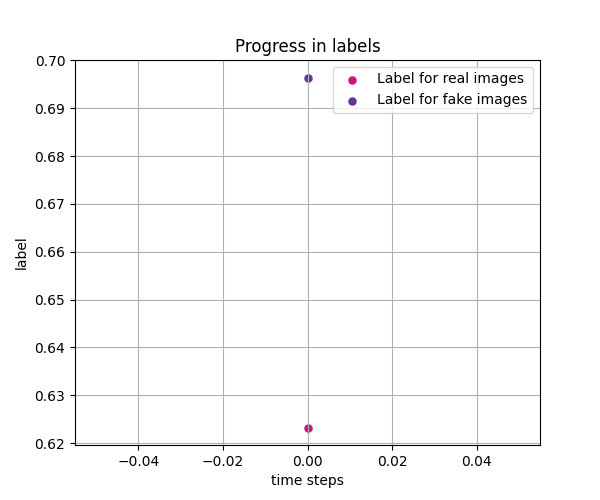 Progress in labels
Label for real images
Label for fake images
0.70
0.69
0.68
0.67
0.66
0.65
0.64
0.63
0.62
label
−0.04
−0.02
0.00
0.02
0.04
time steps